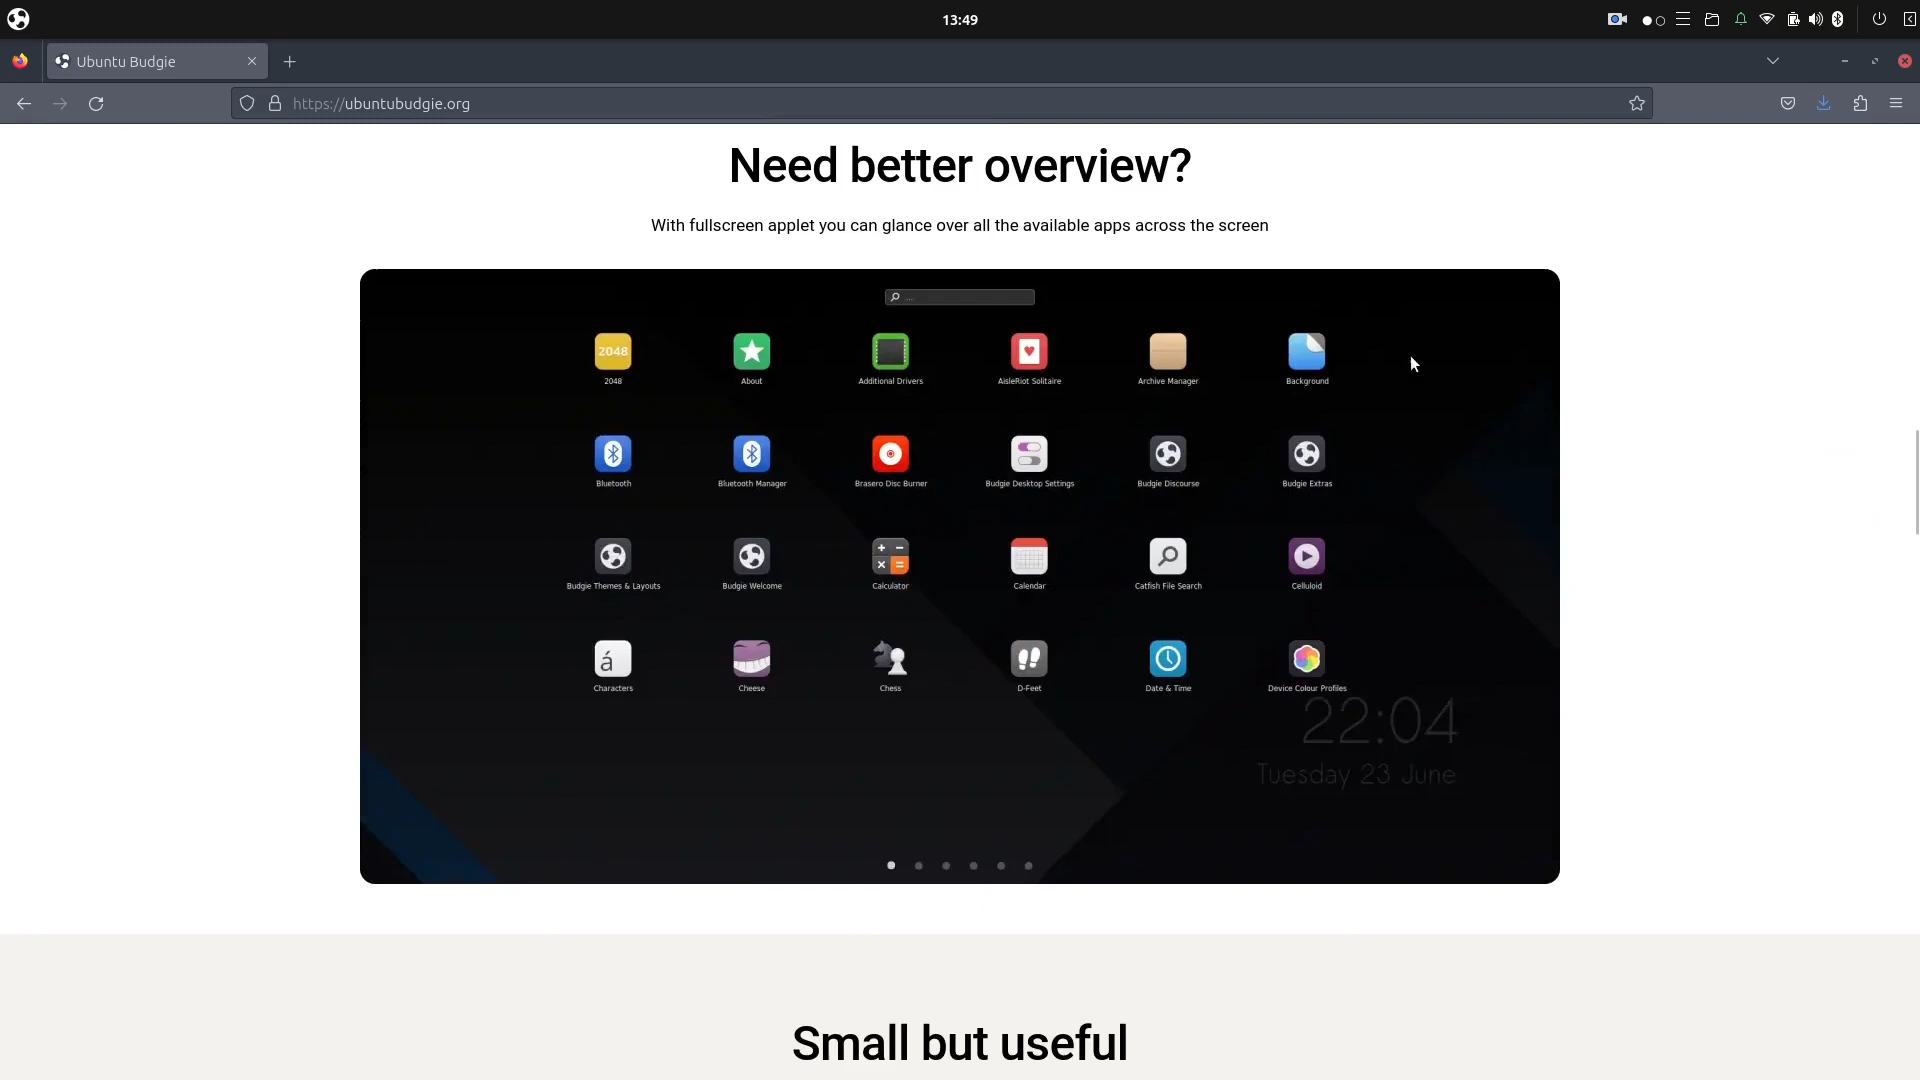 13:49
Ubuntu Budgie
https://ubuntubudgie.org
Need better overview?
With fullscreen applet you can glance over all the available apps across the screen
...
2048
2048
About
Additional Drivers
AisleRiot Solitaire
Archive Manager
Background
Bluetooth
Bluetooth Manager
Brasero Disc Burner
Budgie Desktop Settings
Budgie Discourse
Budgie Extras
Budgie Themes & Layouts
Budgie Welcome
Calculator
Calendar
Catfish File Search
Celluloid
á
Characters
Cheese
Chess
D-Feet
Date & Time
Device Colour Profiles
22:04
Tuesday 23 June
Small but useful